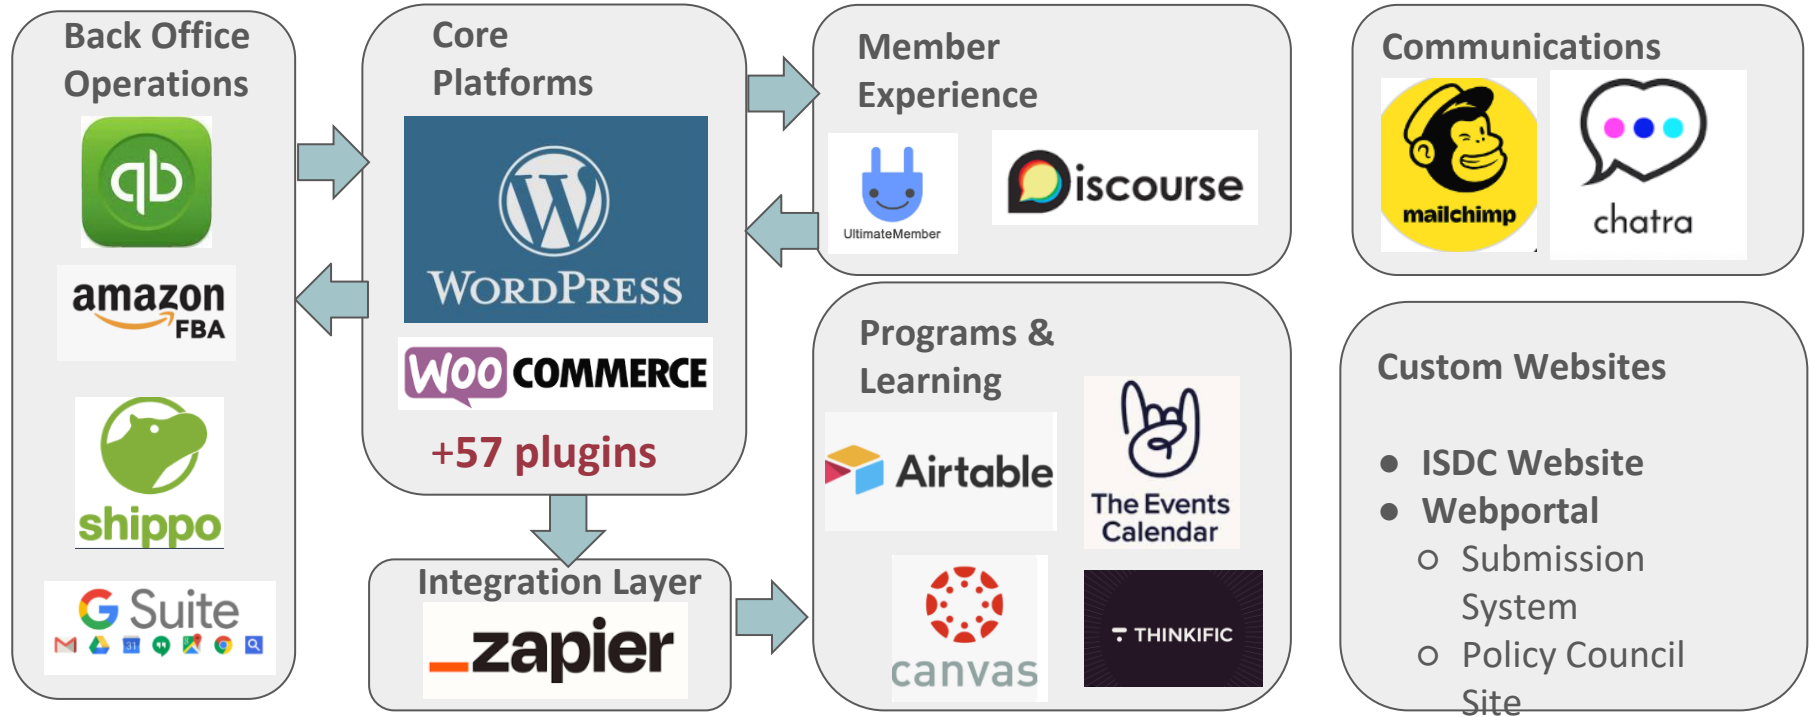 Back Office
Operations
qb
amazon
FBA
shippo
G Suite
31
Core
Platforms
W
WORDPRESS
WOO COMMERCE
+57 plugins
Integration Layer
_zapier
Member
Experience
UltimateMember
Discourse
Programs &
Learning
Airtable
The Events
Calendar
canvas
THINKIFIC
Communications
mailchimp
chatra
Custom Websites
● ISDC Website
● Webportal
○ Submission
System
○ Policy Council
Site